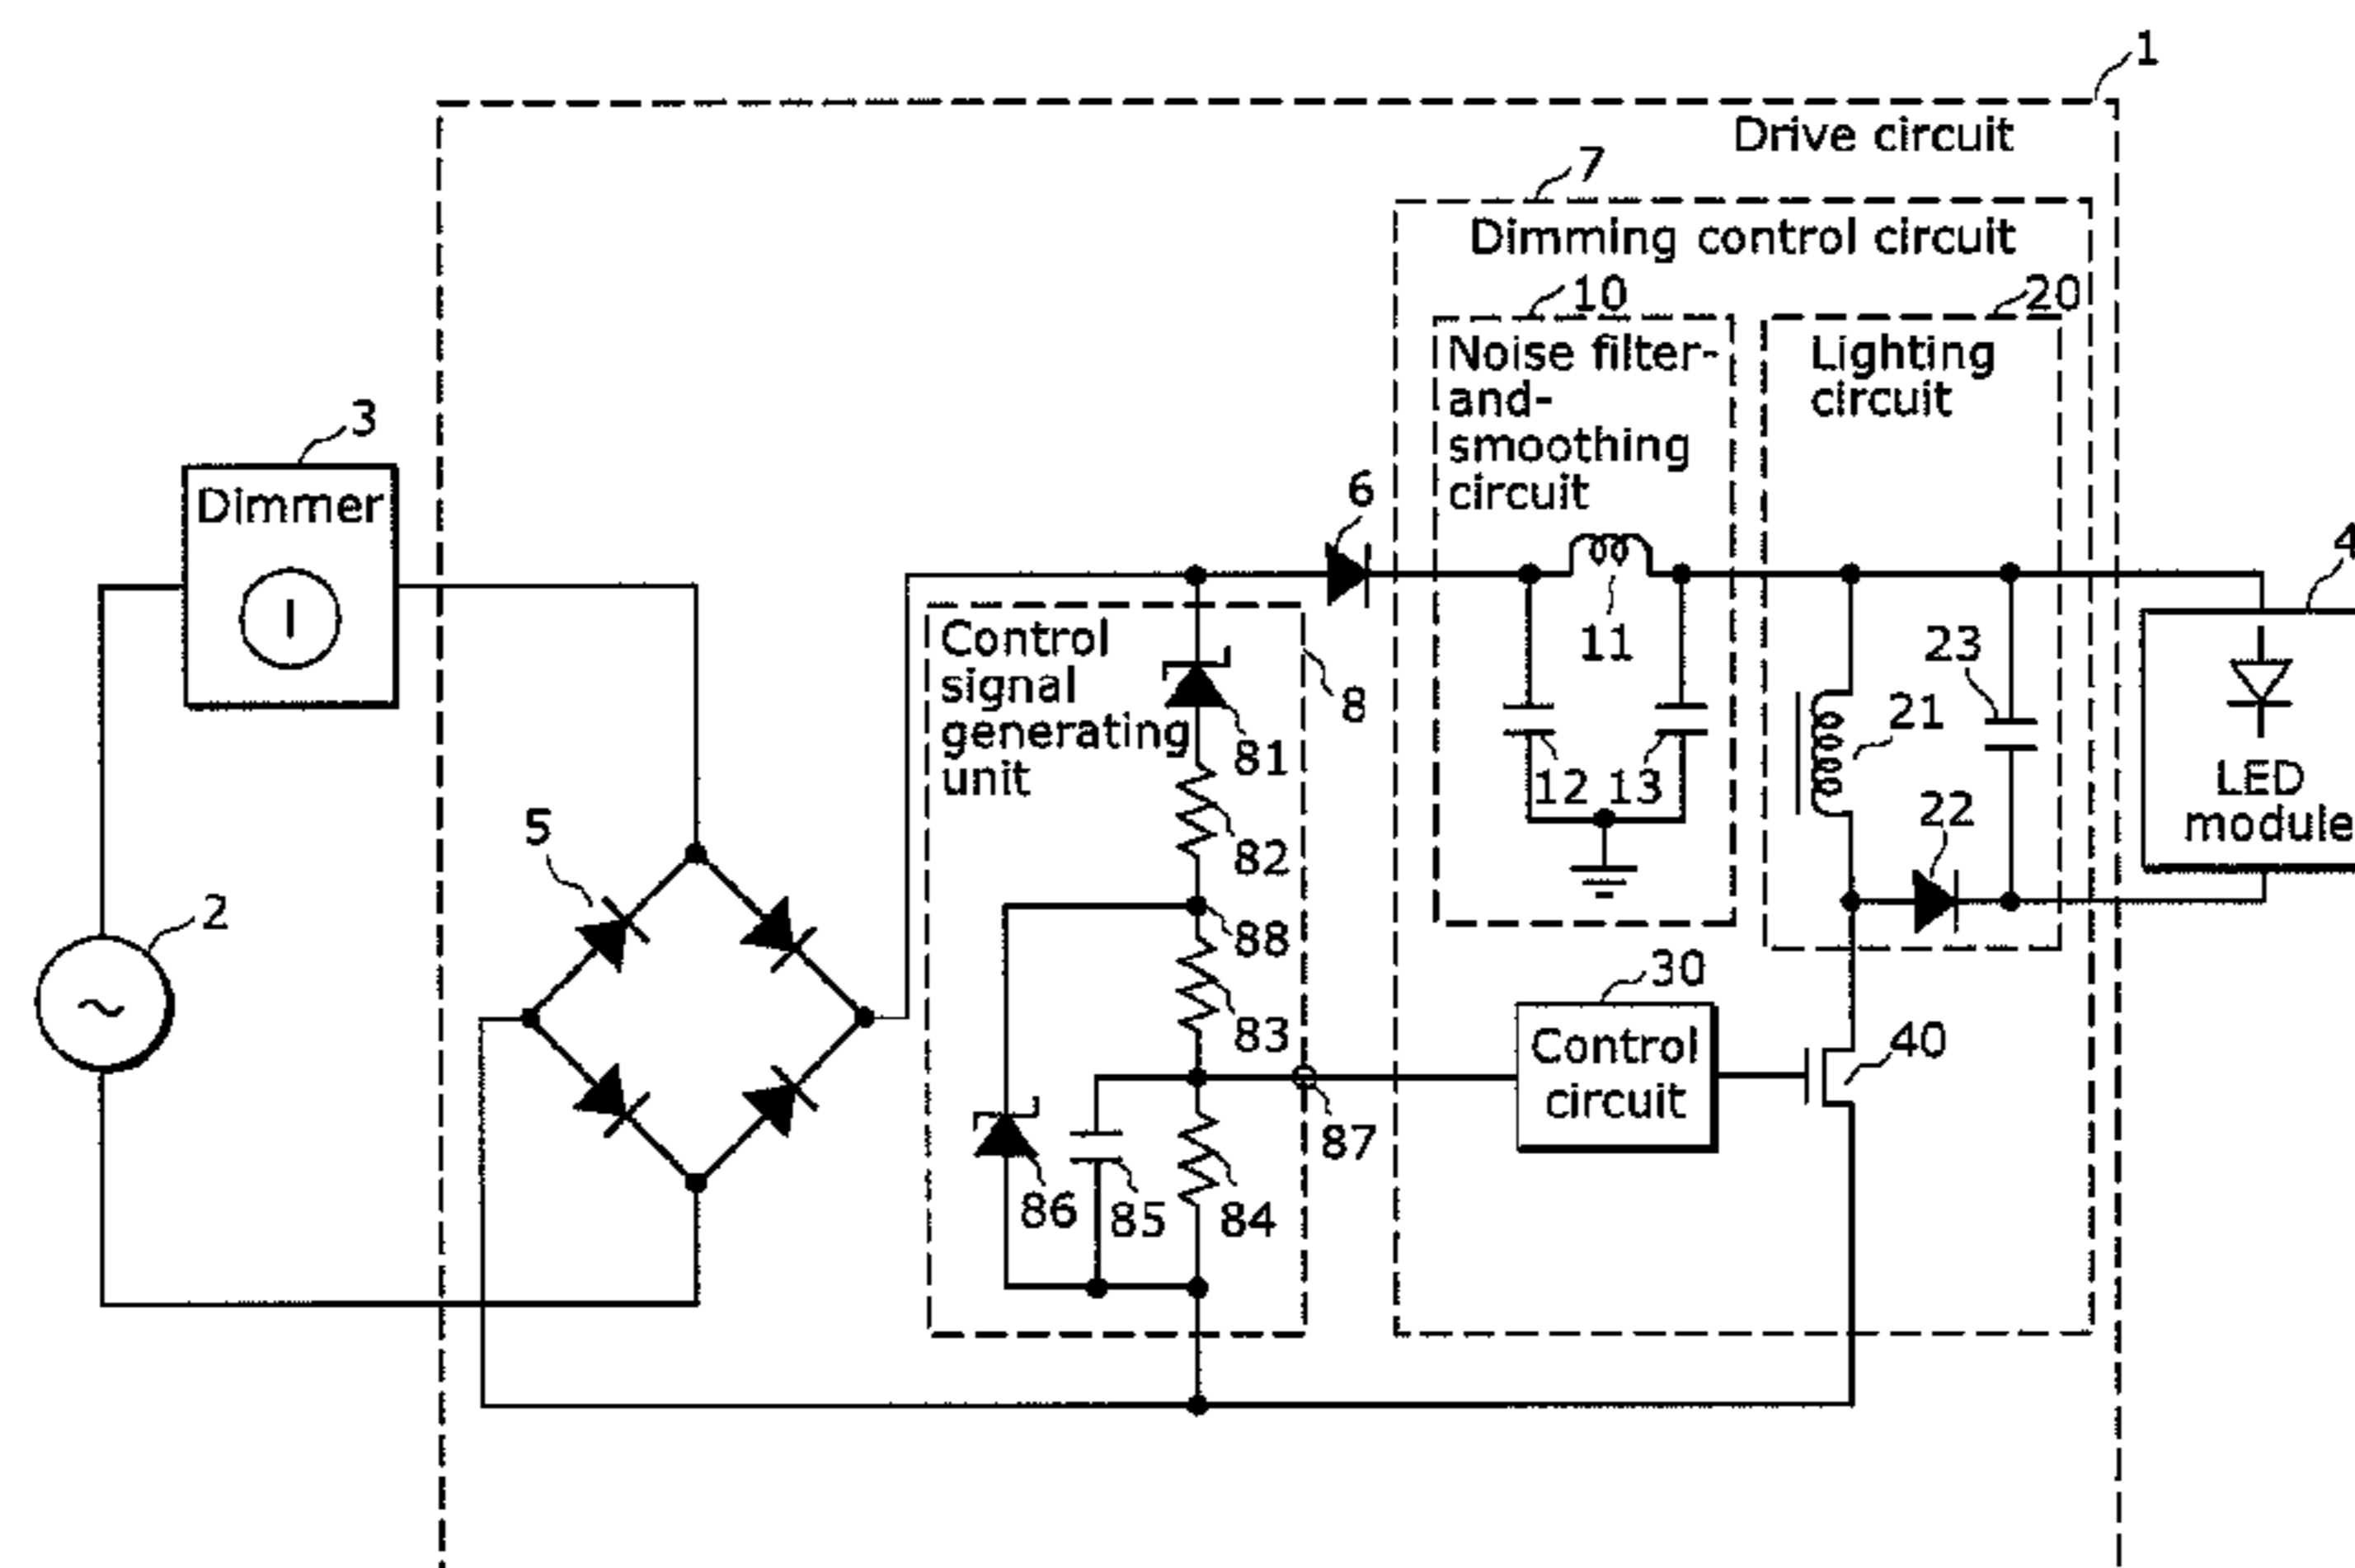 1
Drive circuit
7
Dimming control circuit
10
20
Noise filter-
and-
smoothing
circuit
Lighting
circuit
3
Dimmer
6
4
11
Control
signal
generating
unit
8
23
21
81
12
13
LED
module
22
5
82
2
88
30
83
Control
circuit
40
87
86
85
84